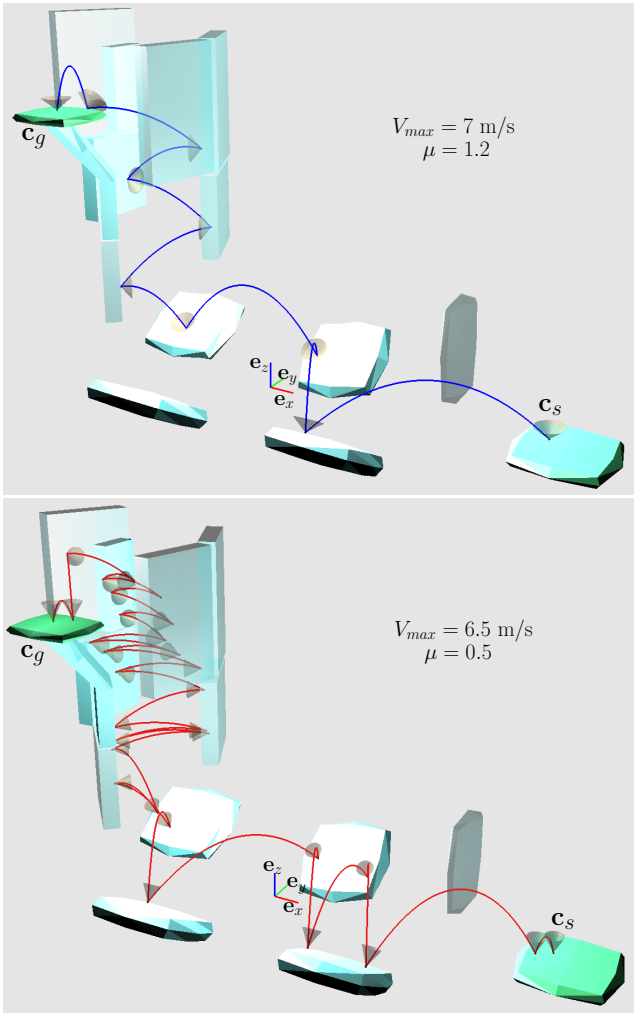 c_g
V_{max} = 7 m/s
μ = 1.2
e_z
e_y
e_x
c_s
c_g
V_{max} = 6.5 m/s
μ = 0.5
e_z
e_y
e_x
c_s